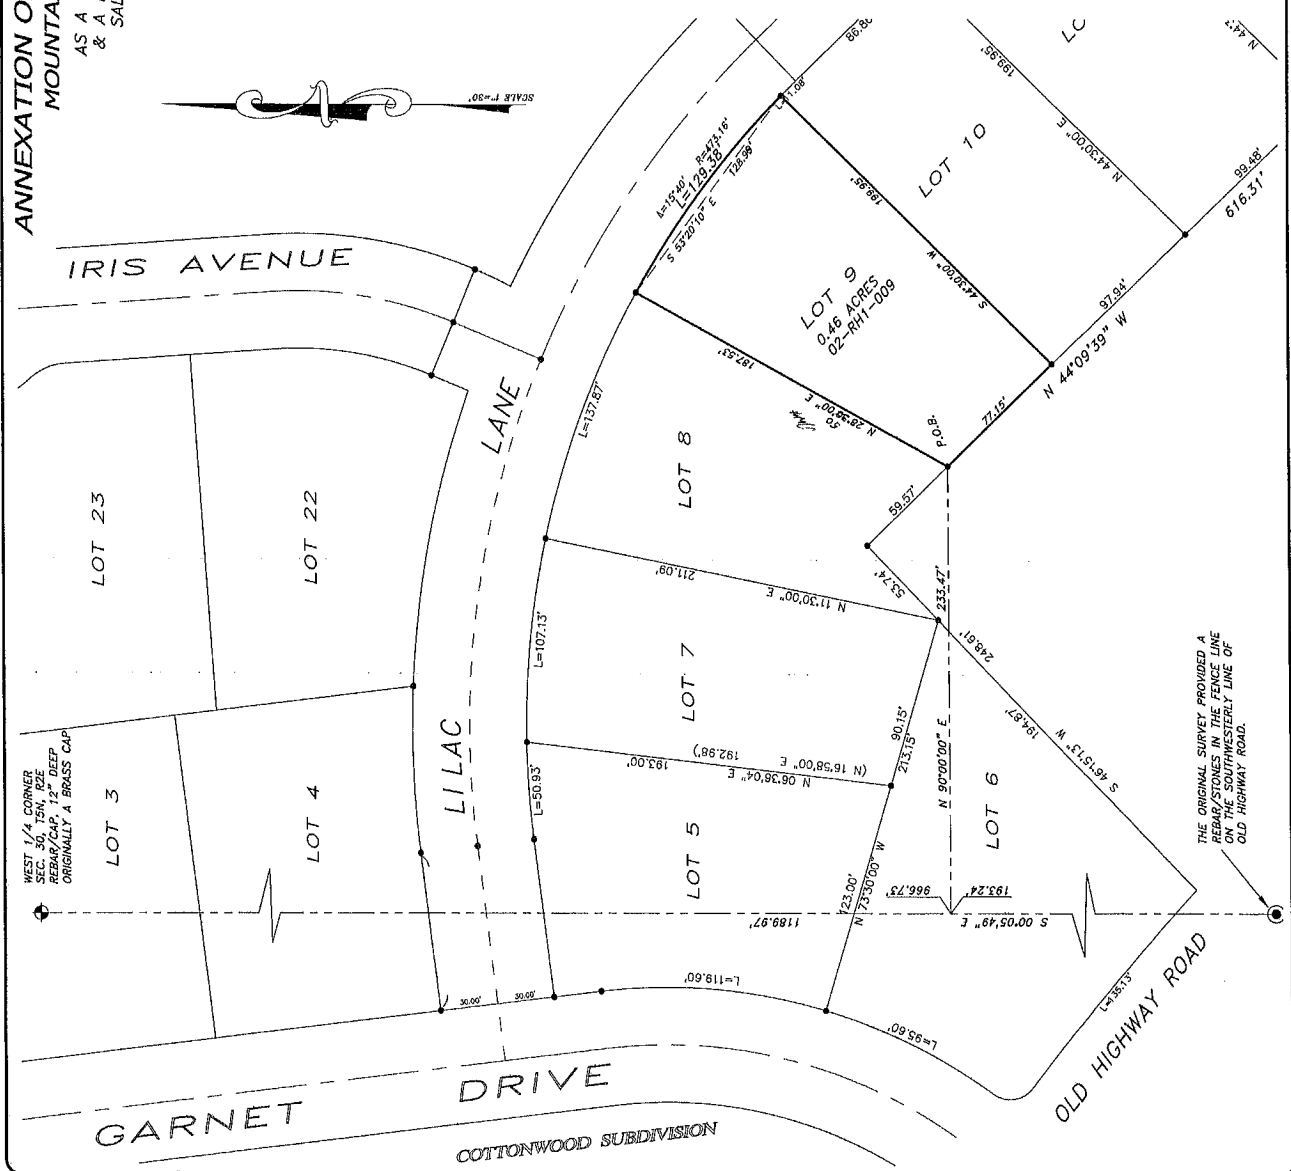 ANNEXATION O
MOUNTA
AS A
& A
SAL
SCALE 1"=30'
WEST 1/4 CORNER
SEC. 30, T5N, R2E
REBAR/CAP, 12" DEEP
ORIGINALLY A BRASS CAP
IRIS AVENUE
LOT 23
LOT 22
LOT 3
LOT 4
LILAC
LANE
Δ=15°40'
R=473.16'
L=129.38'
128.98'
S 53°20'10" E
L=11.08'
86.86
199.95'
N 44°30'00" E
LO
N 44°3
LOT 10
199.95'
S 44°30'00" W
LOT 9
0.46 ACRES
02-RH1-009
187.53'
N 28°38'00" E
50
P.O.B.
77.15'
N 44°09'39" W
97.94'
99.48'
616.31'
L=137.87'
LOT 8
59.57'
53.74'
211.09'
N 11°30'00" E
L=107.13'
LOT 7
90.15'
213.15'
233.47'
248.61'
194.87'
S 46°15'13" W
193.00'
192.98')
N 06°36'04" E
(N 16°58'00" E
L=50.93'
LOT 5
N 90°00'00" E
LOT 6
123.00'
N 73°30'00" W
966.73'
193.24'
1189.97'
S 00°05'49" E
30.00'
30.00'
L=119.60'
L=95.60'
L=135.13'
THE ORIGINAL SURVEY PROVIDED A
REBAR/STONES IN THE FENCE LINE
ON THE SOUTHWESTERLY LINE OF
OLD HIGHWAY ROAD.
OLD HIGHWAY ROAD
GARNET
DRIVE
COTTONWOOD SUBDIVISION